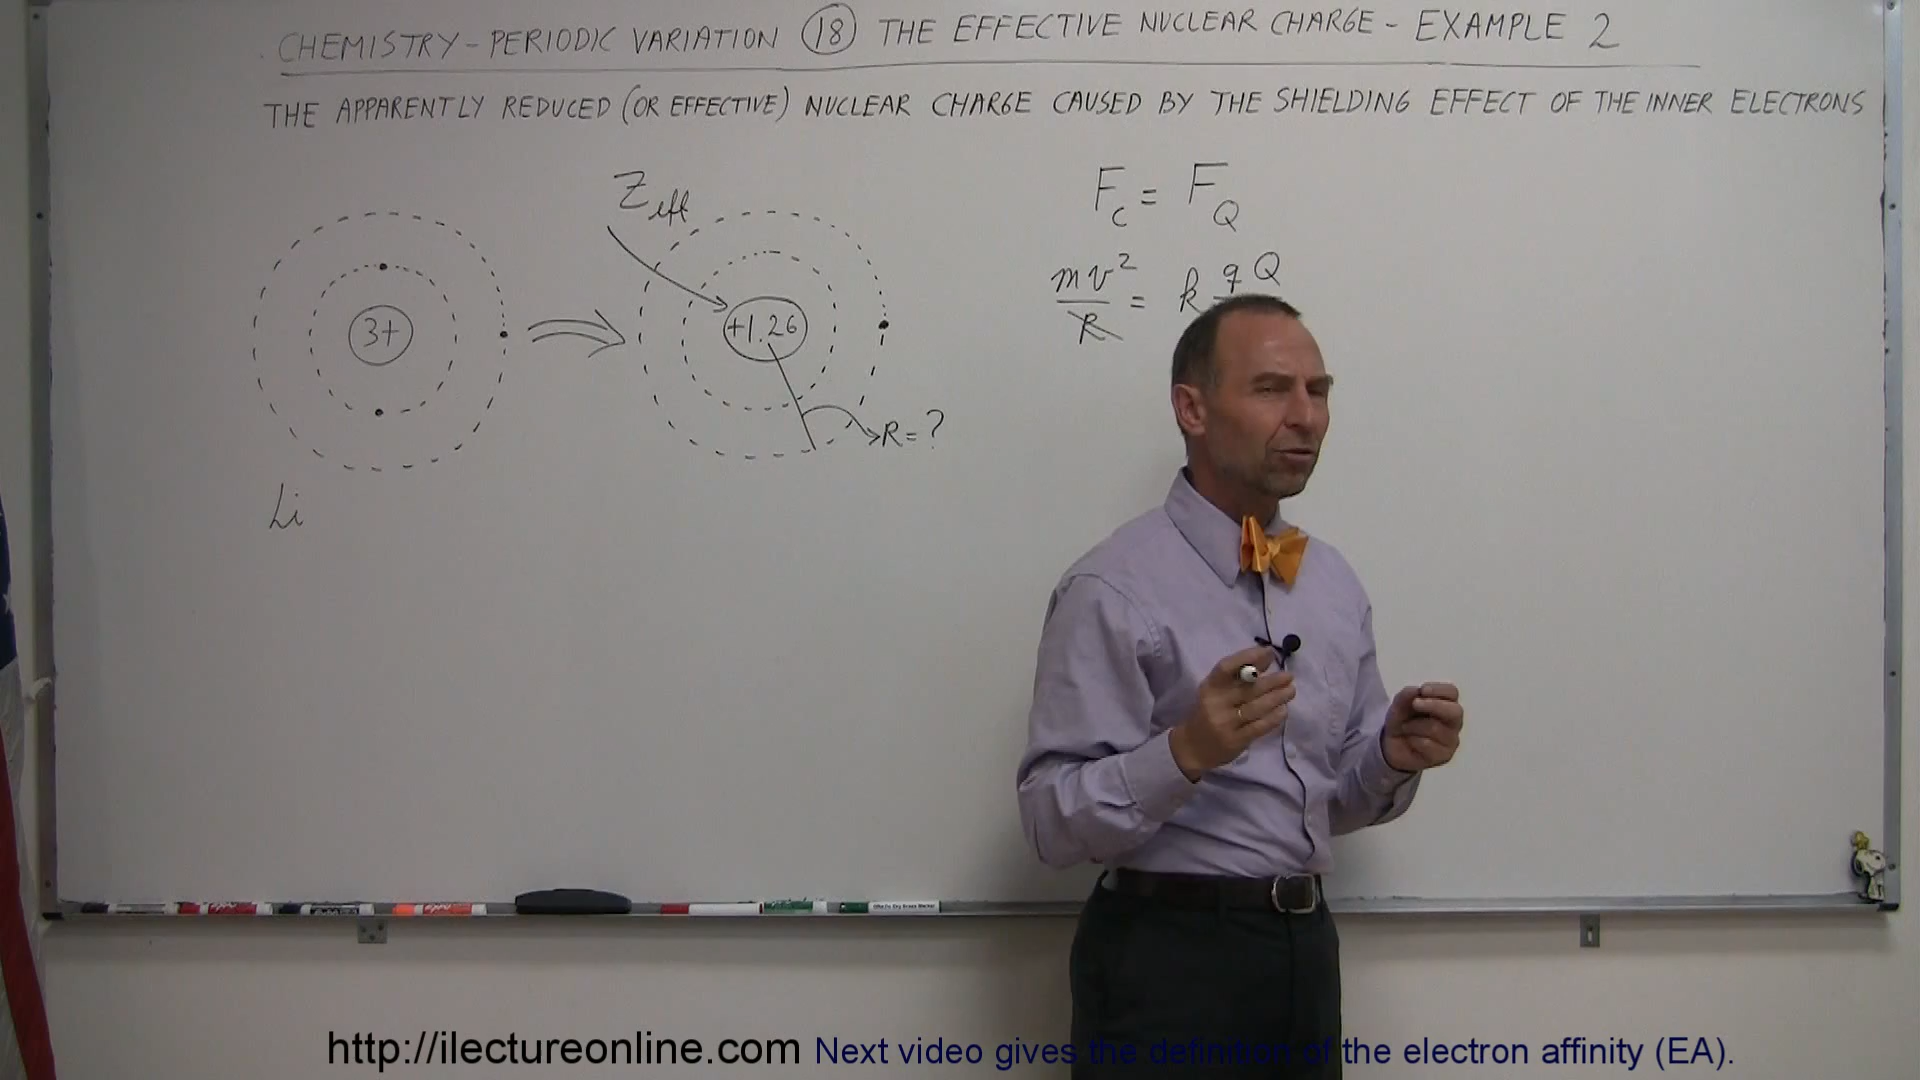 CHEMISTRY - PERIODIC VARIATION 18 THE EFFECTIVE NUCLEAR CHARGE - EXAMPLE 2
THE APPARENTLY REDUCED (OR EFFECTIVE) NUCLEAR CHARGE CAUSED BY THE SHIELDING EFFECT OF THE INNER ELECTRONS
Zeff
3+
+1.26
R = ?
Li
F_C = F_Q
mv²/R = k qQ
http://ilectureonline.com Next video gives the definition of the electron affinity (EA).